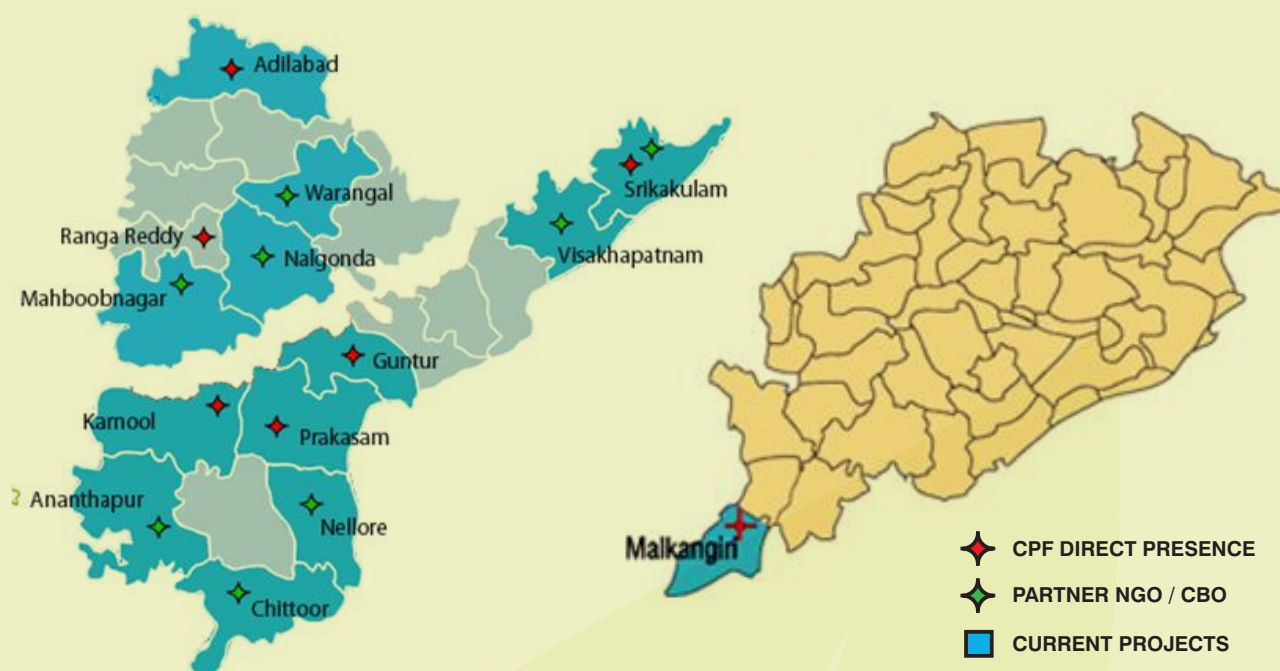 Adilabad
Warangal
Ranga Reddy
Nalgonda
Mahboobnagar
Srikakulam
Visakhapatnam
Guntur
Karnool
Prakasam
Ananthapur
Nellore
Chittoor
Malkangiri
CPF DIRECT PRESENCE
PARTNER NGO / CBO
CURRENT PROJECTS